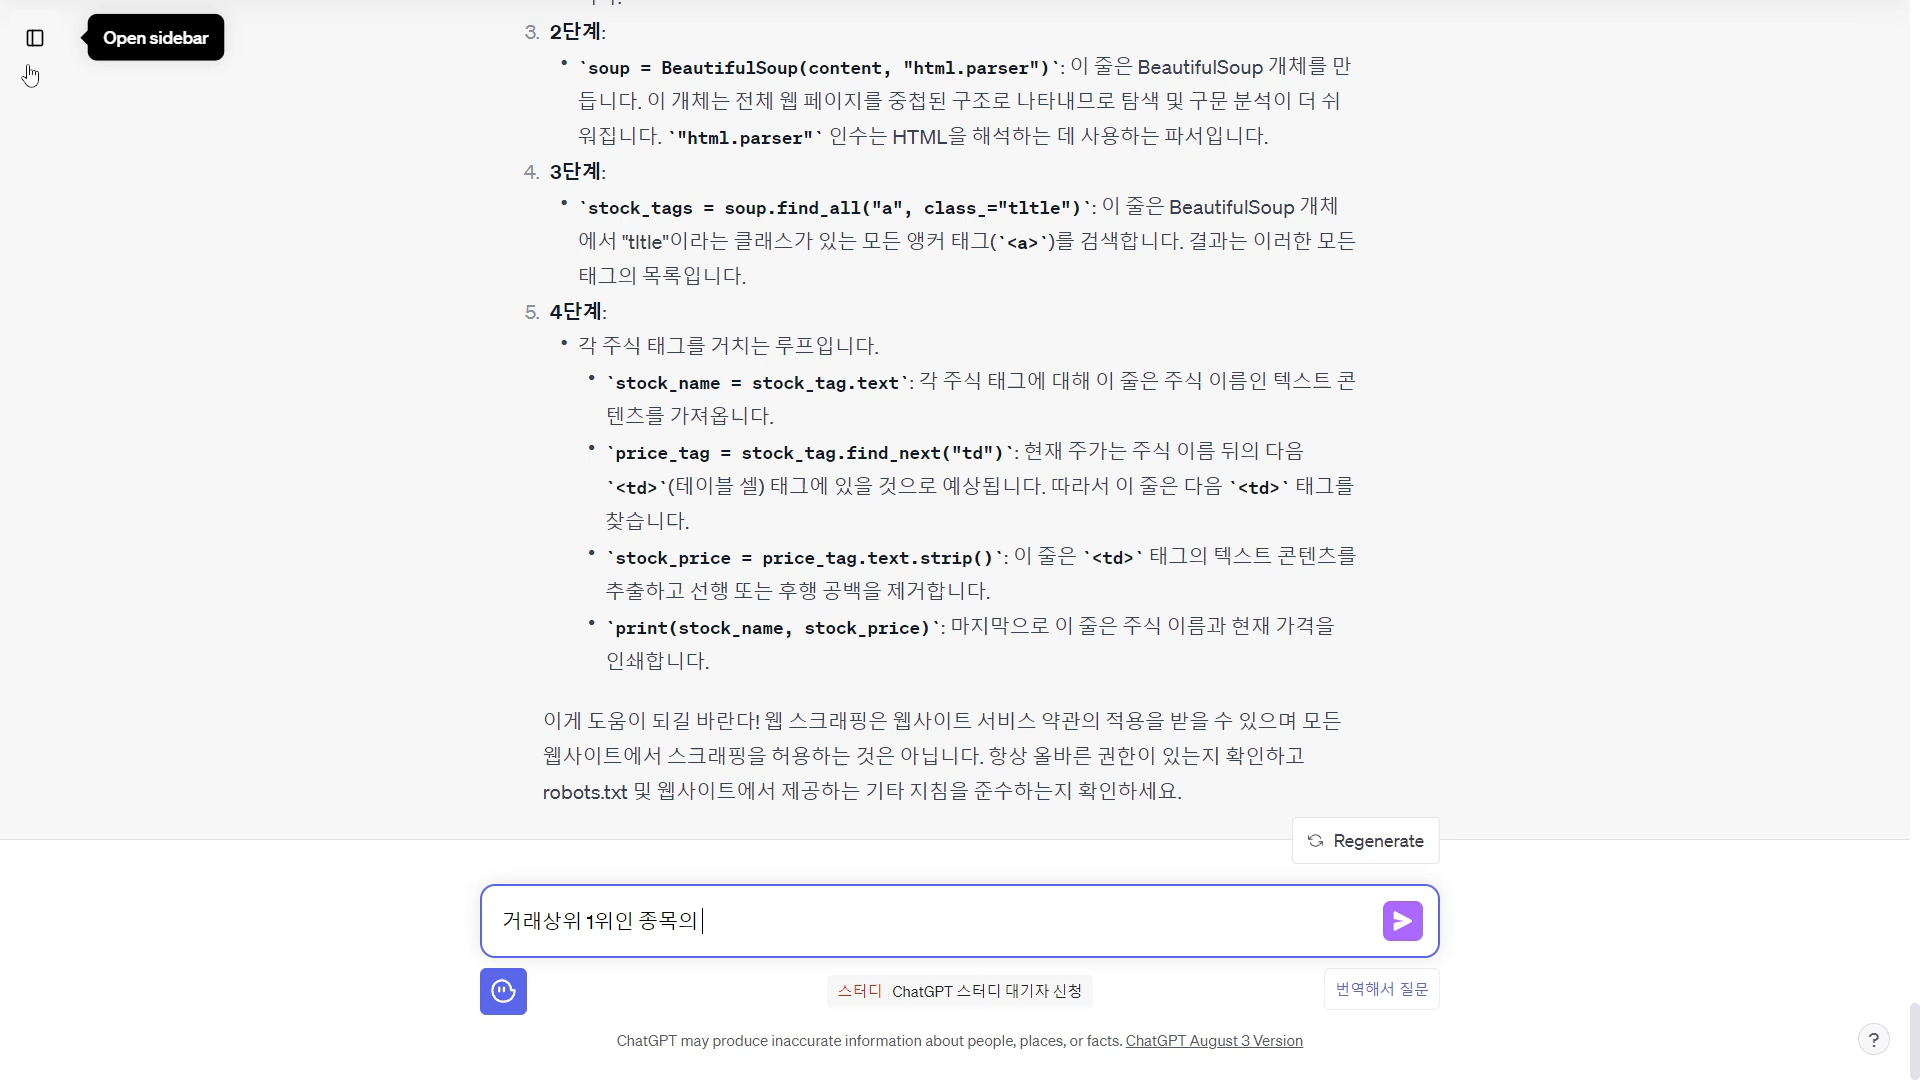 Open sidebar
3. 2단계:
• `soup = BeautifulSoup(content, "html.parser")`: 이 줄은 BeautifulSoup 개체를 만
듭니다. 이 개체는 전체 웹 페이지를 중첩된 구조로 나타내므로 탐색 및 구문 분석이 더 쉬
워집니다. `"html.parser"` 인수는 HTML을 해석하는 데 사용하는 파서입니다.
4. 3단계:
• `stock_tags = soup.find_all("a", class_="tltle")`: 이 줄은 BeautifulSoup 개체
에서 "tltle"이라는 클래스가 있는 모든 앵커 태그(`<a>`)를 검색합니다. 결과는 이러한 모든
태그의 목록입니다.
5. 4단계:
• 각 주식 태그를 거치는 루프입니다.
• `stock_name = stock_tag.text`: 각 주식 태그에 대해 이 줄은 주식 이름인 텍스트 콘
텐츠를 가져옵니다.
• `price_tag = stock_tag.find_next("td")`: 현재 주가는 주식 이름 뒤의 다음
`<td>`(테이블 셀) 태그에 있을 것으로 예상됩니다. 따라서 이 줄은 다음 `<td>` 태그를
찾습니다.
• `stock_price = price_tag.text.strip()`: 이 줄은 `<td>` 태그의 텍스트 콘텐츠를
추출하고 선행 또는 후행 공백을 제거합니다.
• `print(stock_name, stock_price)`: 마지막으로 이 줄은 주식 이름과 현재 가격을
인쇄합니다.
이게 도움이 되길 바란다! 웹 스크래핑은 웹사이트 서비스 약관의 적용을 받을 수 있으며 모든
웹사이트에서 스크래핑을 허용하는 것은 아닙니다. 항상 올바른 권한이 있는지 확인하고
robots.txt 및 웹사이트에서 제공하는 기타 지침을 준수하는지 확인하세요.
Regenerate
거래상위 1위인 종목의
스터디 ChatGPT 스터디 대기자 신청
번역해서 질문
ChatGPT may produce inaccurate information about people, places, or facts. ChatGPT August 3 Version
?